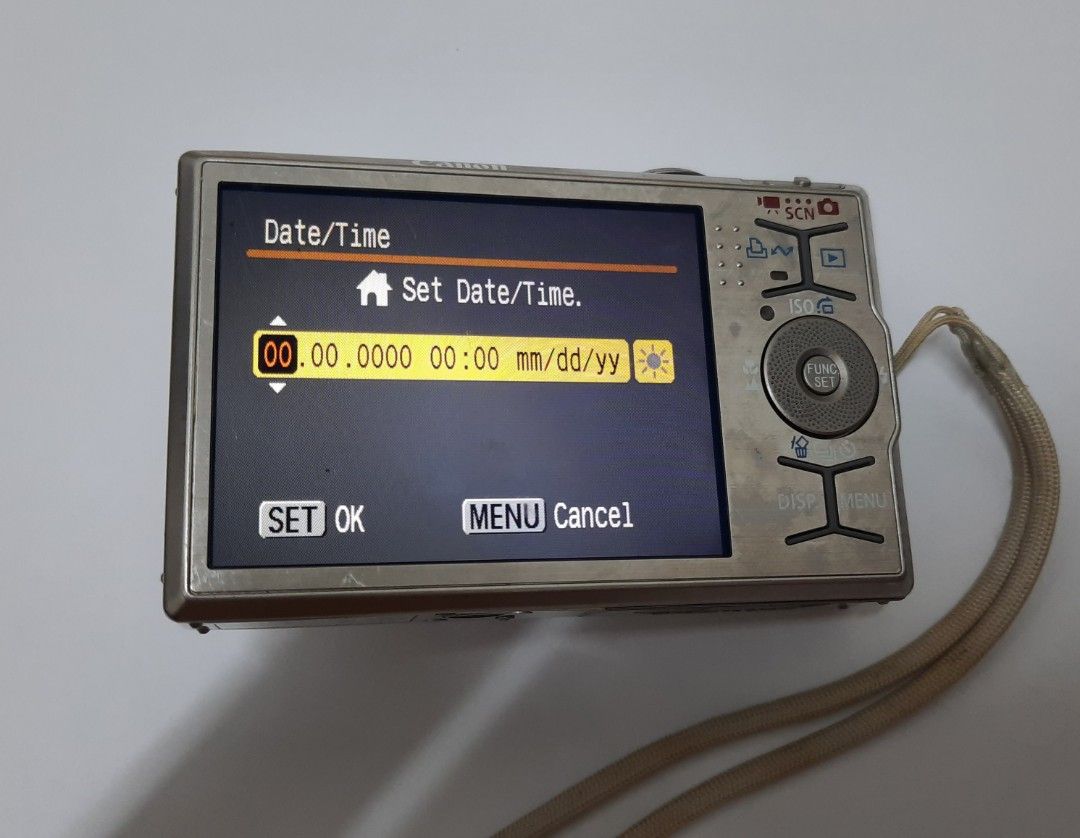 Canon
Date/Time
Set Date/Time.
00.00.0000 00:00 mm/dd/yy
SET OK
MENU Cancel
SCN
ISO
FUNC.
SET
DISP.
MENU